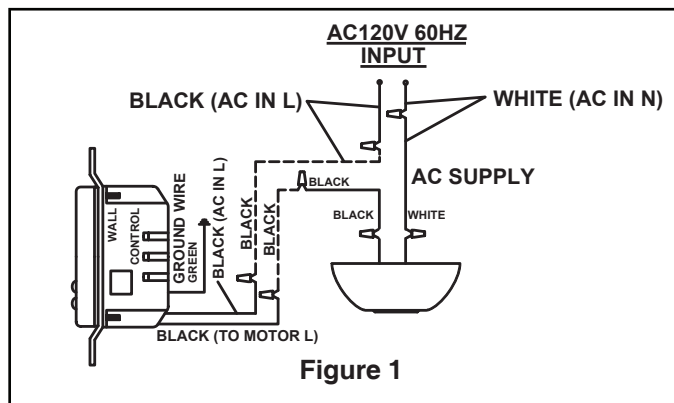 AC120V 60HZ
INPUT
BLACK (AC IN L)
WHITE (AC IN N)
AC SUPPLY
BLACK
BLACK
WHITE
WALL
CONTROL
GROUND WIRE
GREEN
BLACK (AC IN L)
BLACK
BLACK
BLACK (TO MOTOR L)
Figure 1